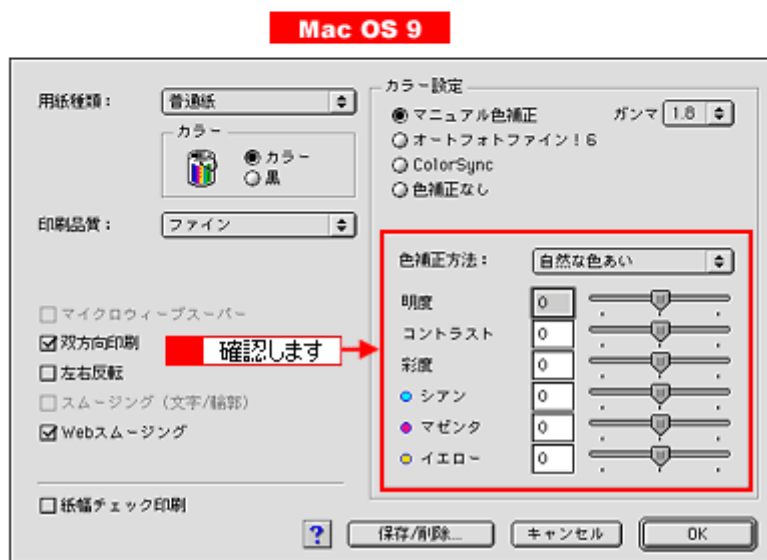 Mac OS 9
用紙種類：
普通紙
カラー
カラー
黒
印刷品質：
ファイン
マイクロウィーブスーパー
双方向印刷
左右反転
スムージング（文字/輪郭）
Webスムージング
紙幅チェック印刷
カラー設定
マニュアル色補正
ガンマ 1.8
オートフォトファイン！6
ColorSync
色補正なし
色補正方法：
自然な色あい
明度 0
コントラスト 0
彩度 0
シアン 0
マゼンタ 0
イエロー 0
確認します
?
保存/削除...
キャンセル
OK